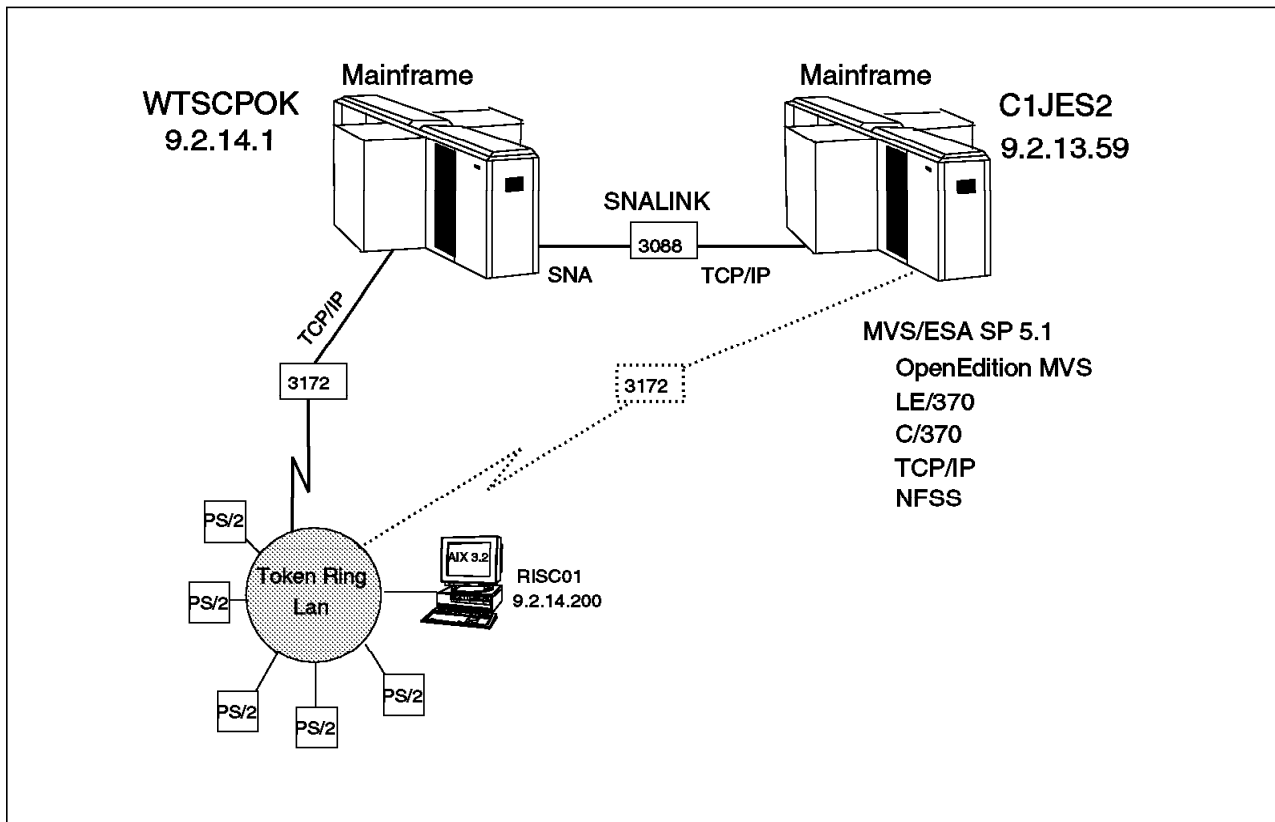 Mainframe
WTSCPOK
9.2.14.1
Mainframe
C1JES2
9.2.13.59
SNALINK
3088
SNA
TCP/IP
TCP/IP
3172
3172
MVS/ESA SP 5.1
OpenEdition MVS
LE/370
C/370
TCP/IP
NFSS
PS/2
PS/2
Token Ring
Lan
AIX 3.2
RISC01
9.2.14.200
PS/2
PS/2
PS/2